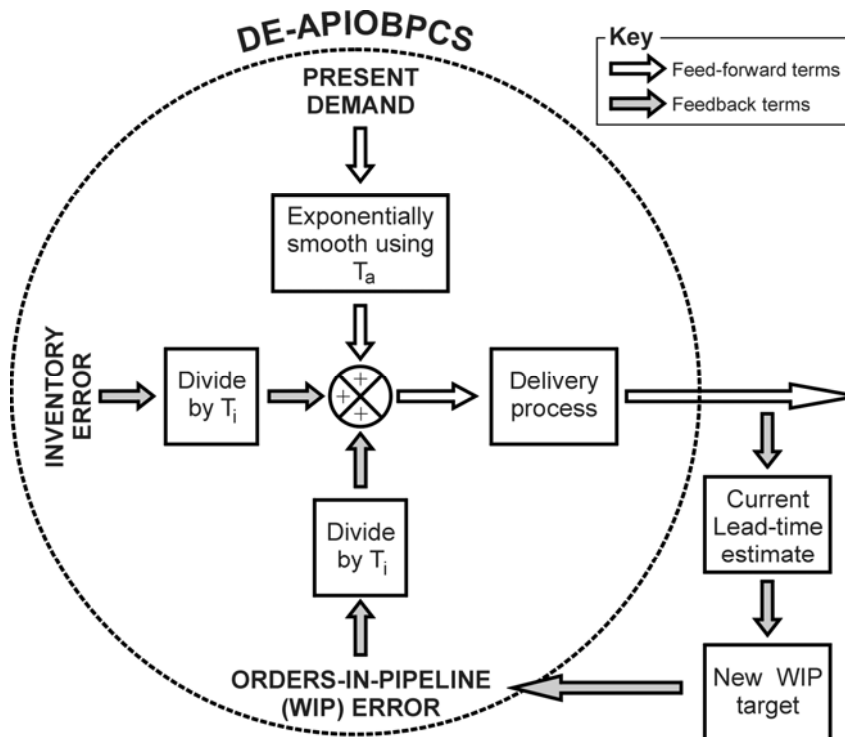 DE-APIOBPCS
Key
Feed-forward terms
Feedback terms
PRESENT
DEMAND
Exponentially
smooth using
Ta
INVENTORY
ERROR
Divide
by Ti
+
+ +
+
Delivery
process
Divide
by Ti
Current
Lead-time
estimate
ORDERS-IN-PIPELINE
(WIP) ERROR
New WIP
target